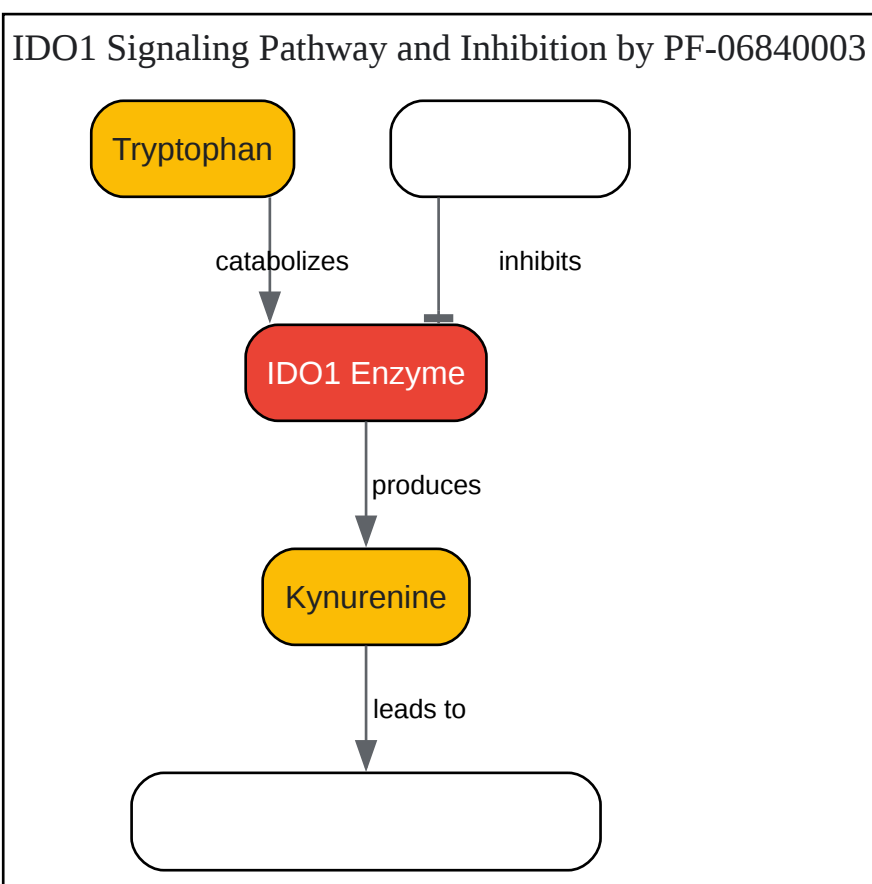 IDO1 Signaling Pathway and Inhibition by PF-06840003
Tryptophan
catabolizes
inhibits
IDO1 Enzyme
produces
Kynurenine
leads to